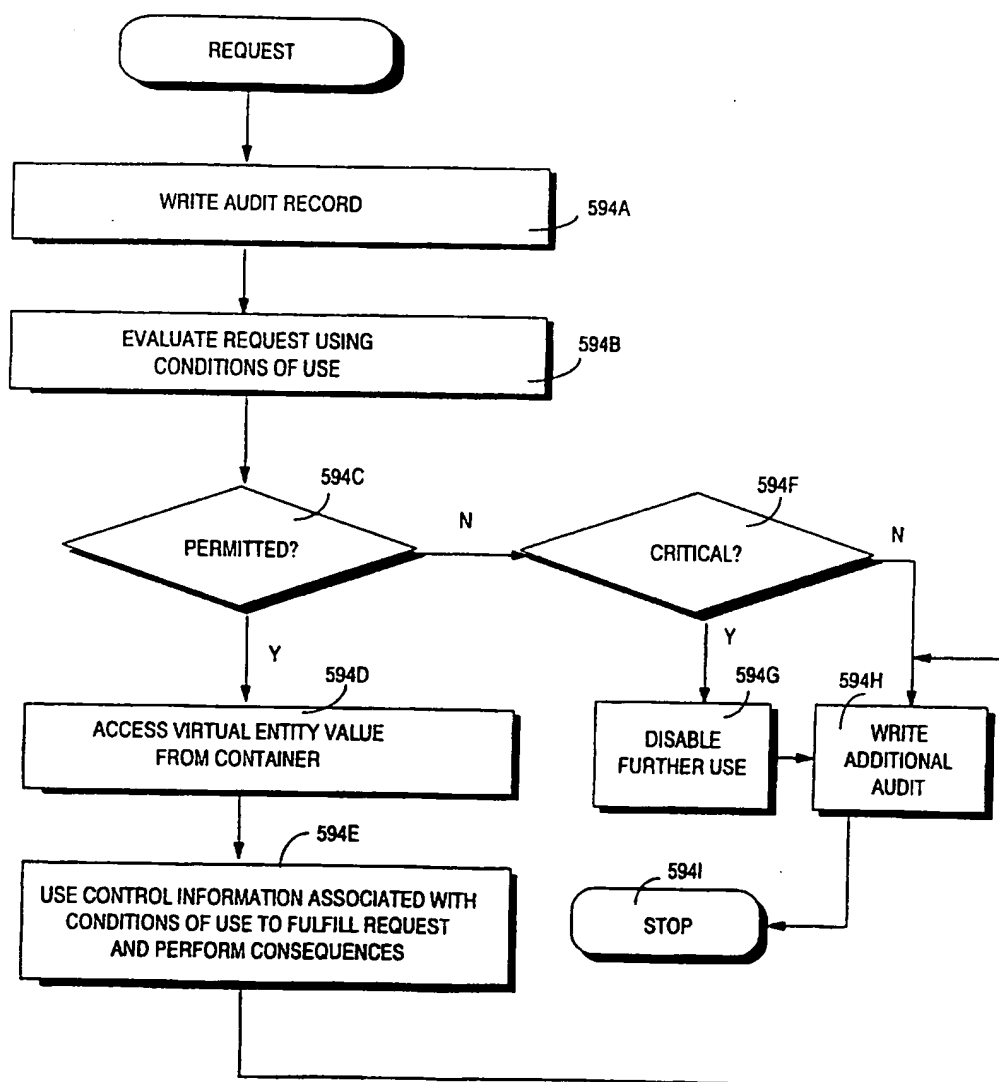 REQUEST
WRITE AUDIT RECORD
594A
EVALUATE REQUEST USING
CONDITIONS OF USE
594B
594C
PERMITTED?
N
Y
594F
CRITICAL?
N
Y
594D
ACCESS VIRTUAL ENTITY VALUE
FROM CONTAINER
594G
DISABLE
FURTHER USE
594H
WRITE
ADDITIONAL
AUDIT
594E
USE CONTROL INFORMATION ASSOCIATED WITH
CONDITIONS OF USE TO FULFILL REQUEST
AND PERFORM CONSEQUENCES
594I
STOP